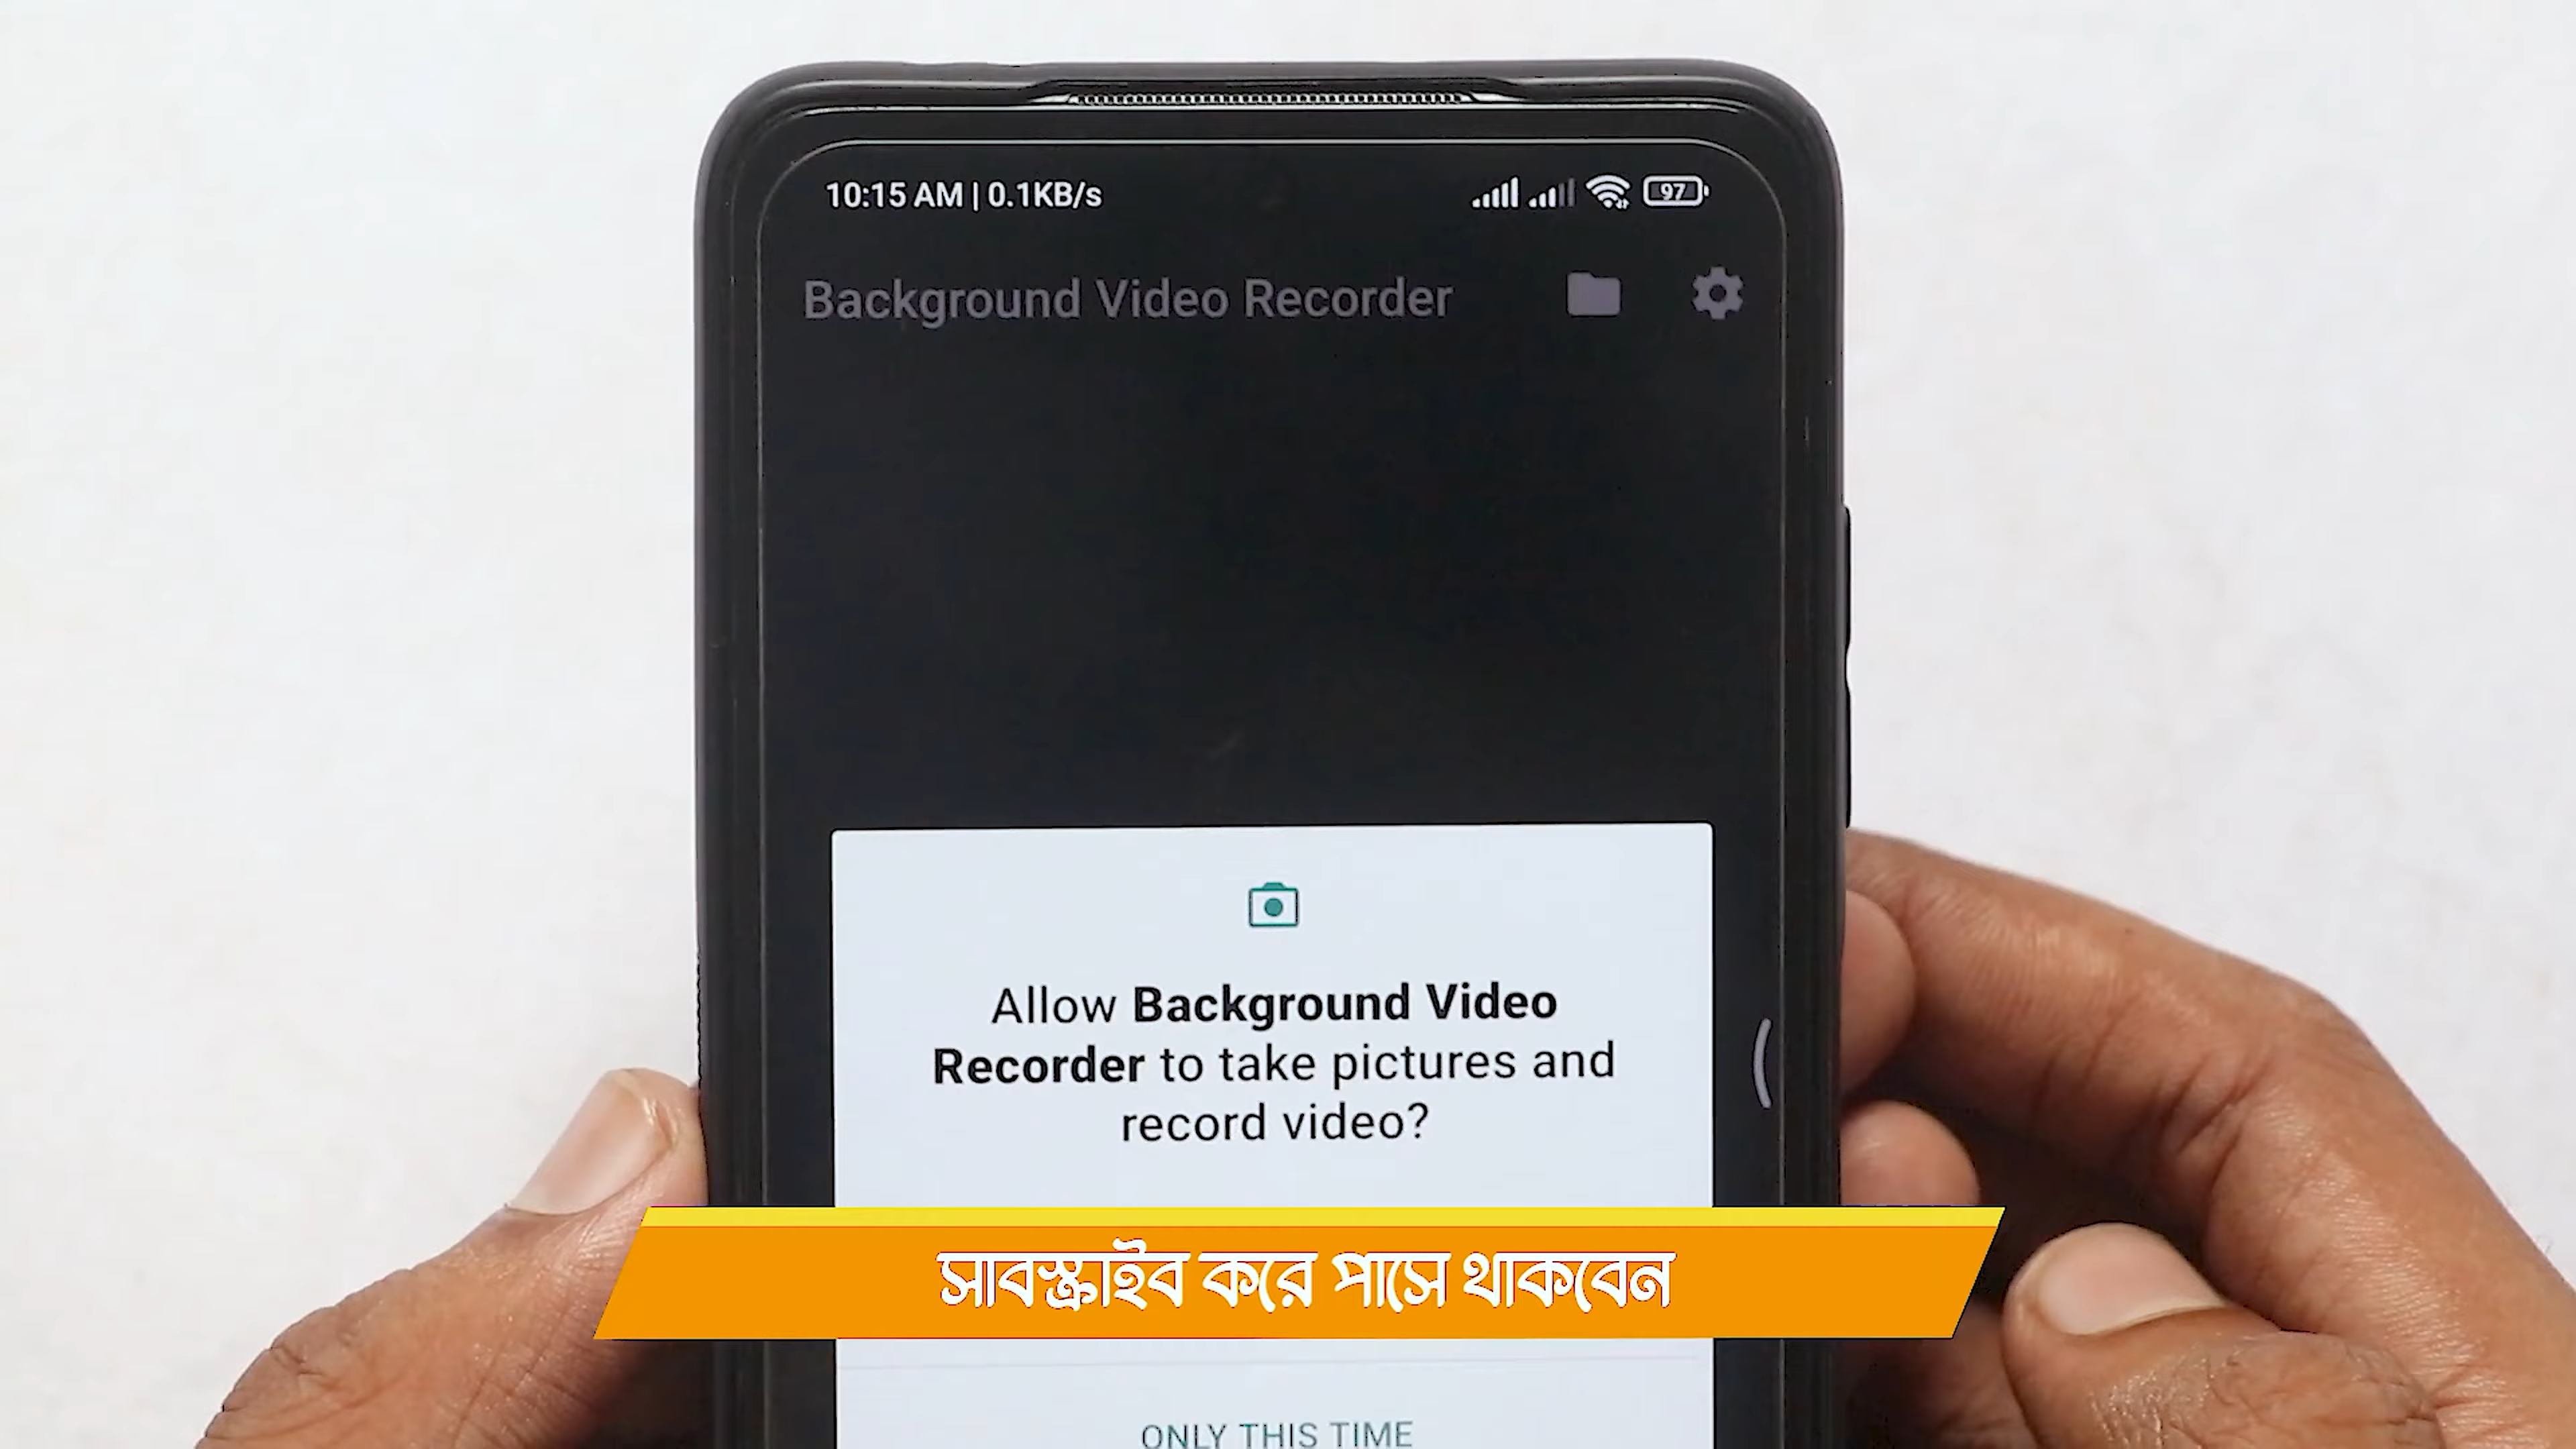 10:15 AM | 0.1KB/s
97
Background Video Recorder
Allow Background Video
Recorder to take pictures and
record video?
সাবস্ক্রাইব করে পাসে থাকবেন
ONLY THIS TIME